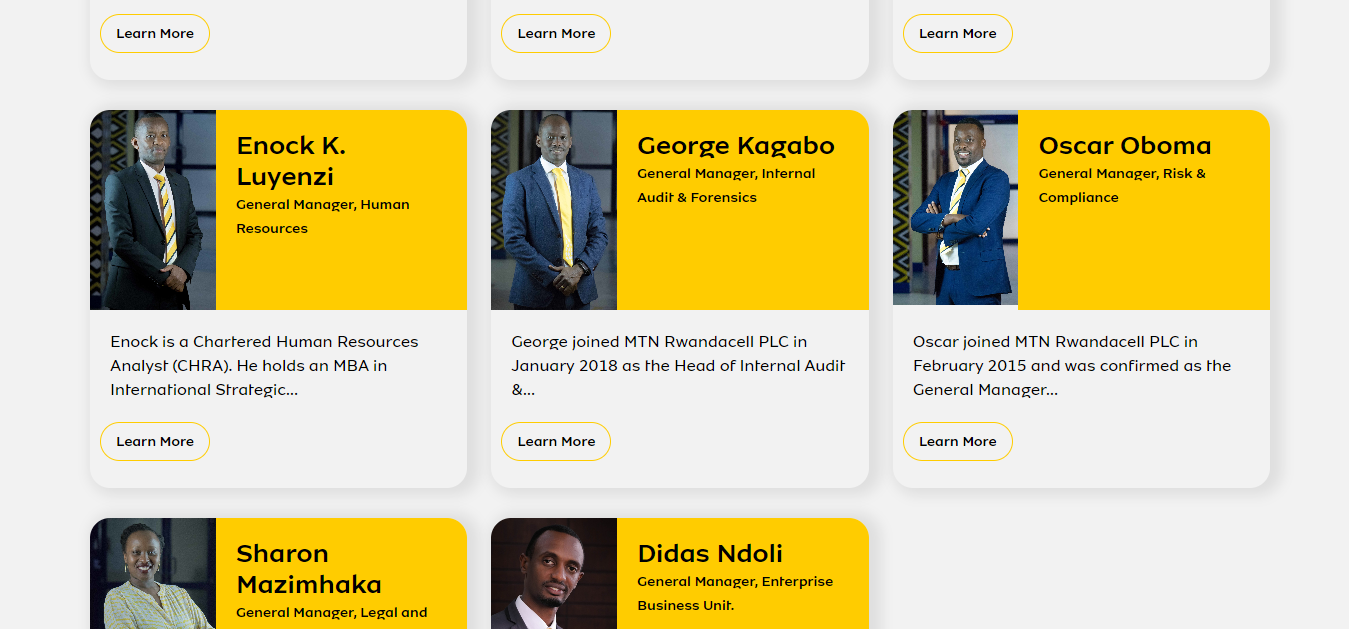 Learn More
Learn More
Learn More
Enock K.
Luyenzi
General Manager, Human
Resources
Enock is a Chartered Human Resources
Analyst (CHRA). He holds an MBA in
International Strategic...
Learn More
George Kagabo
General Manager, Internal
Audit & Forensics
George joined MTN Rwandacell PLC in
January 2018 as the Head of Internal Audit
&...
Learn More
Oscar Oboma
General Manager, Risk &
Compliance
Oscar joined MTN Rwandacell PLC in
February 2015 and was confirmed as the
General Manager...
Learn More
Sharon
Mazimhaka
General Manager, Legal and
Didas Ndoli
General Manager, Enterprise
Business Unit.